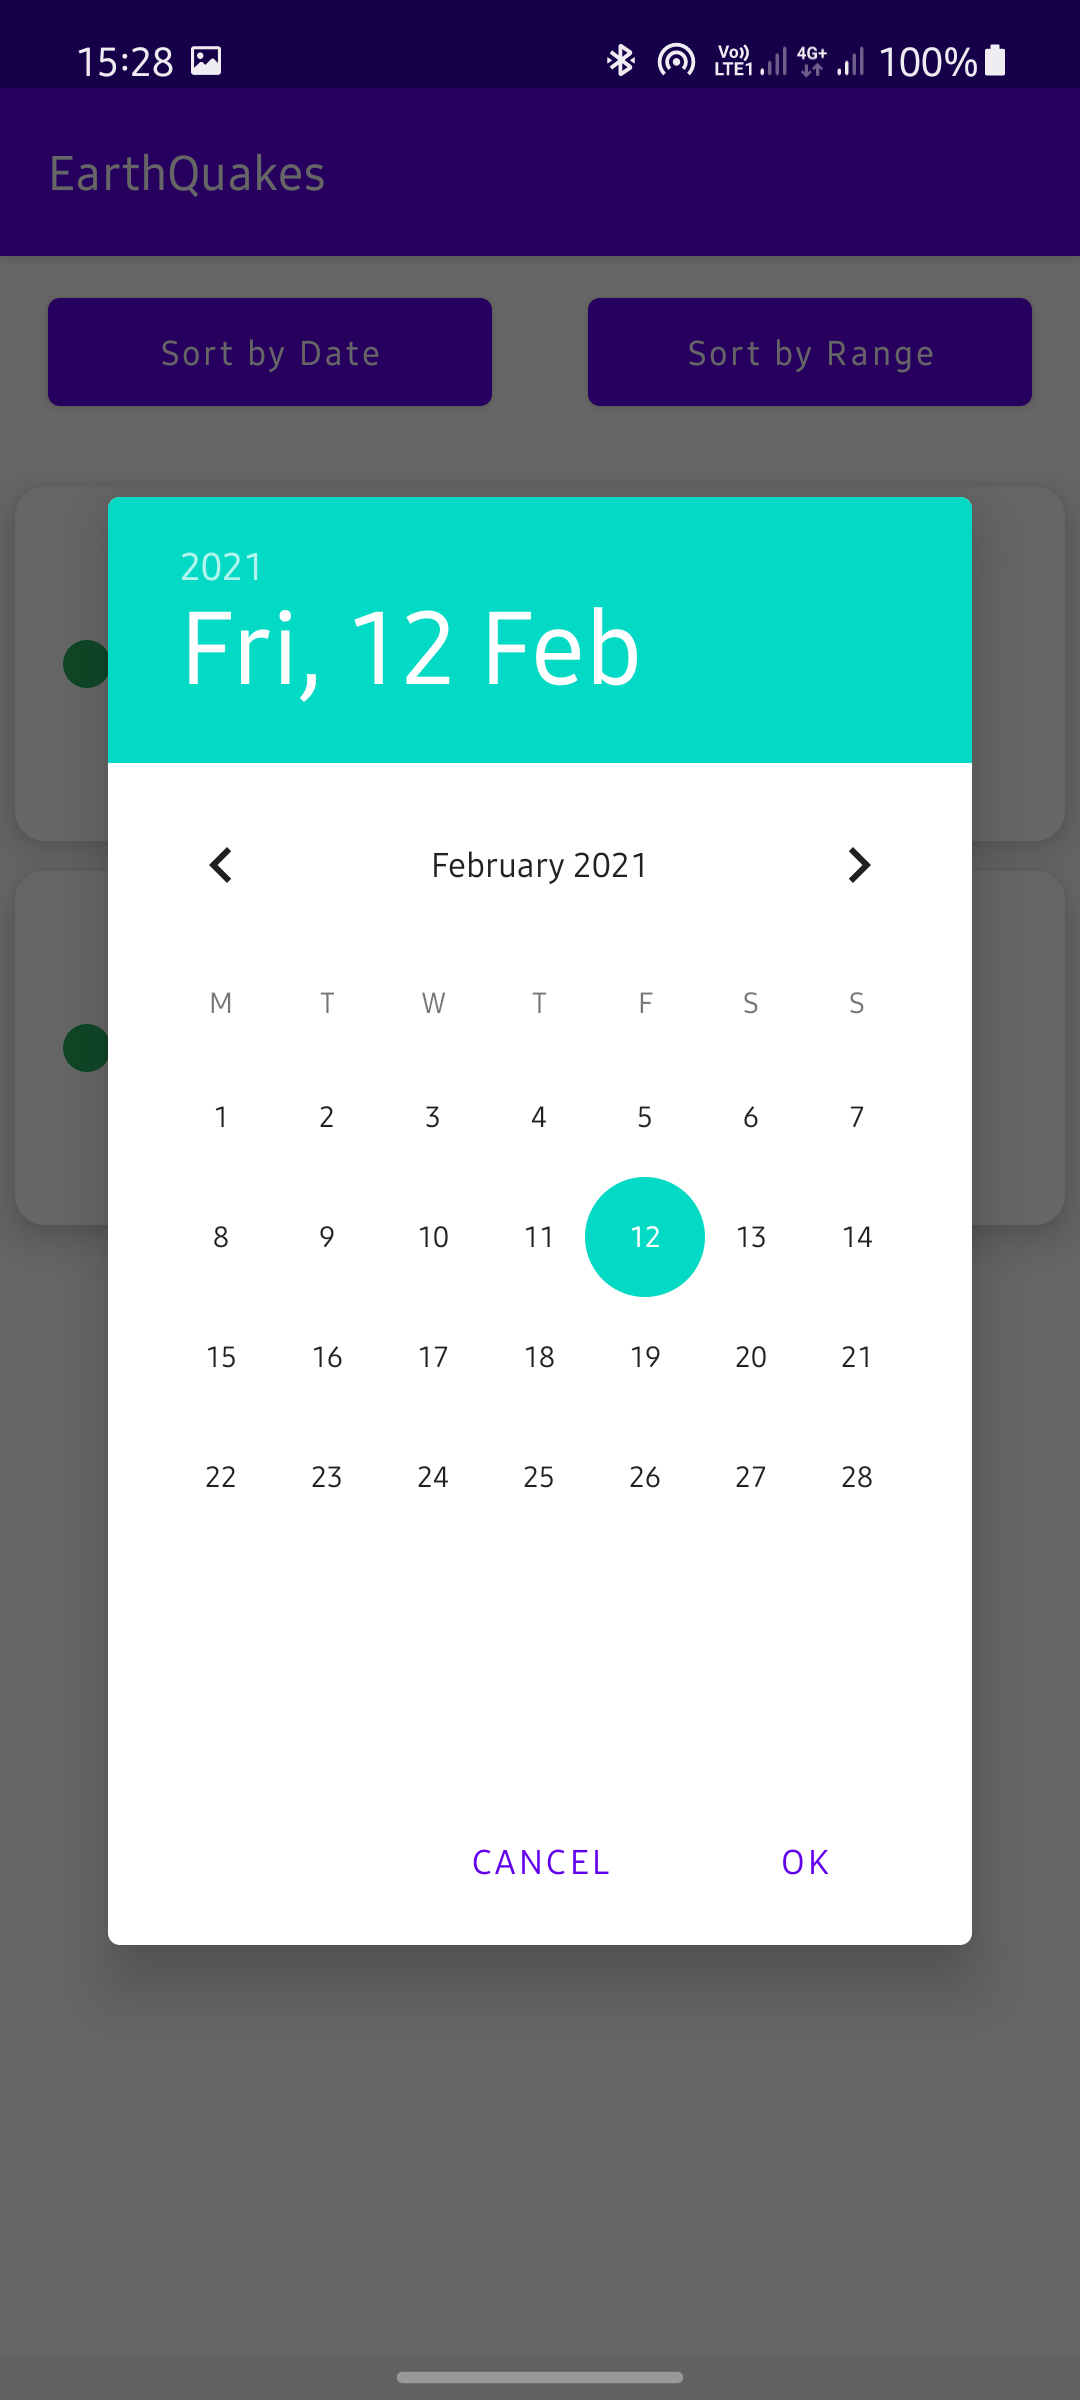 15:28 Vo)) LTE1 4G+ 100%
EarthQuakes
Sort by Date Sort by Range
2021
Fri, 12 Feb
February 2021
M T W T F S S
1 2 3 4 5 6 7
8 9 10 11 12 13 14
15 16 17 18 19 20 21
22 23 24 25 26 27 28
CANCEL OK